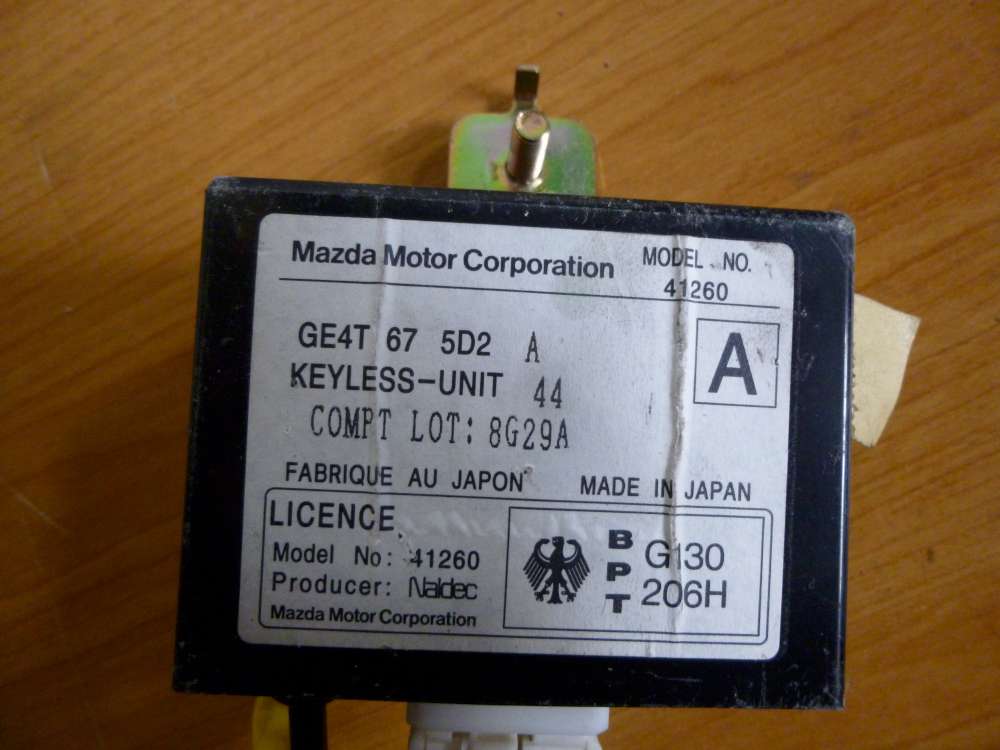 Mazda Motor Corporation
MODEL NO.
41260
GE4T 67 5D2 A
KEYLESS-UNIT 44
A
COMPT LOT: 8G29A
FABRIQUE AU JAPON
MADE IN JAPAN
LICENCE
Model No: 41260
Producer: Naldec
Mazda Motor Corporation
BPT
G130
206H